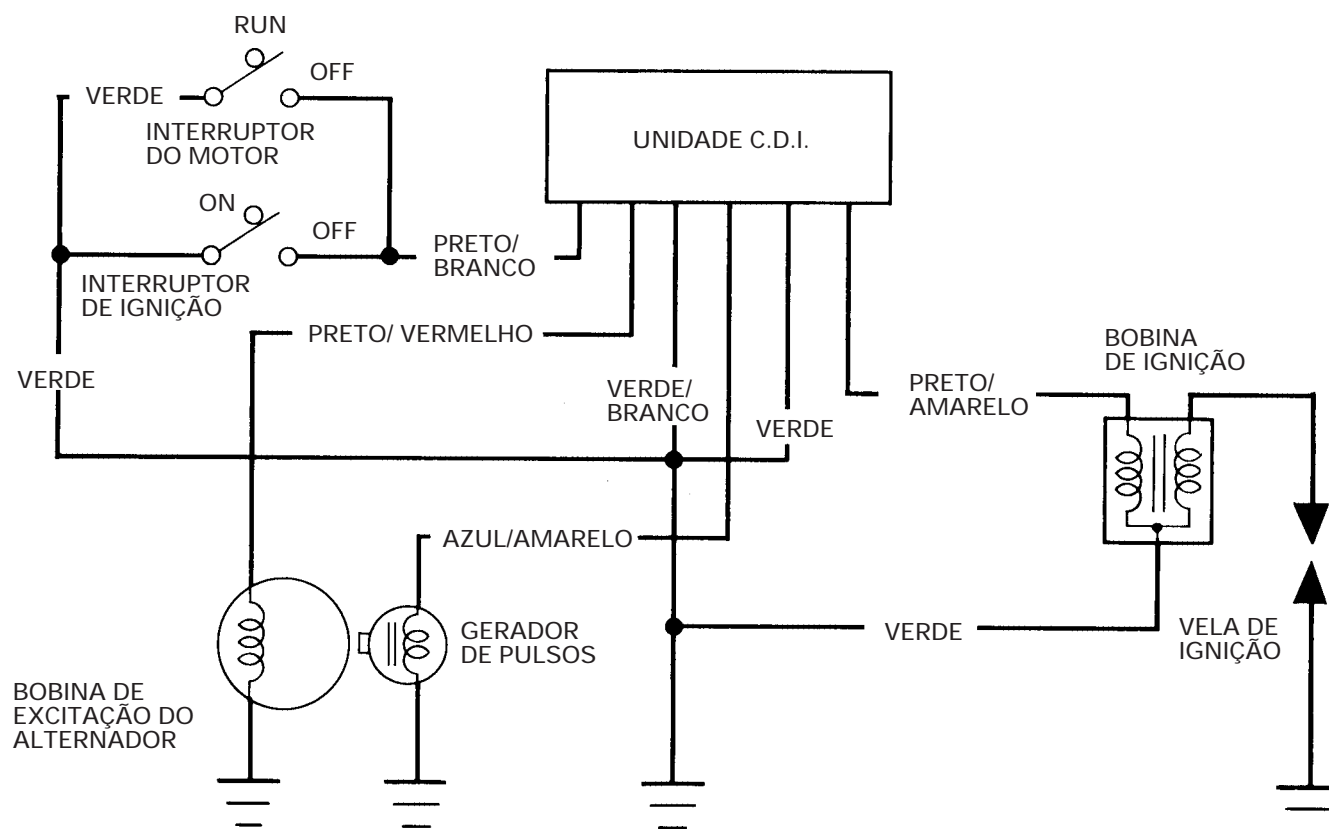 RUN
OFF
VERDE
INTERRUPTOR
DO MOTOR
UNIDADE C.D.I.
ON
OFF
PRETO/
BRANCO
INTERRUPTOR
DE IGNIÇÃO
PRETO/ VERMELHO
VERDE
VERDE/
BRANCO
VERDE
PRETO/
AMARELO
BOBINA
DE IGNIÇÃO
AZUL/AMARELO
GERADOR
DE PULSOS
VERDE
VELA DE
IGNIÇÃO
BOBINA DE
EXCITAÇÃO DO
ALTERNADOR